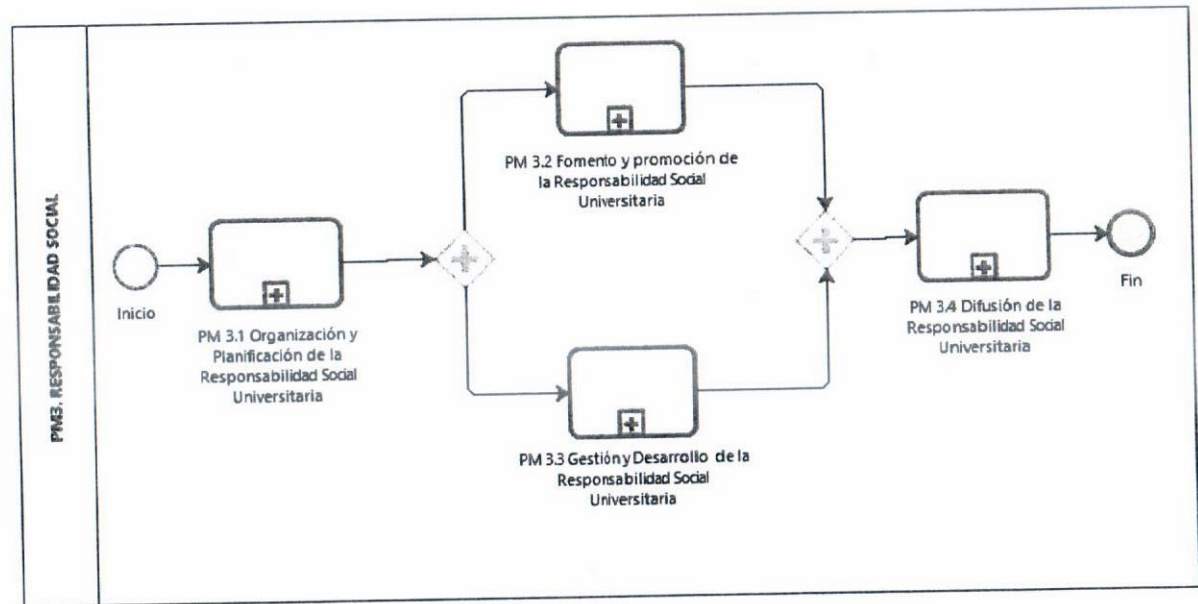 PM3. RESPONSABILIDAD SOCIAL
Inicio
PM 3.1 Organización y
Planificación de la
Responsabilidad Social
Universitaria
PM 3.2 Fomento y promoción de
la Responsabilidad Social
Universitaria
PM 3.3 Gestión y Desarrollo de la
Responsabilidad Social
Universitaria
PM 3.4 Difusión de la
Responsabilidad Social
Universitaria
Fin